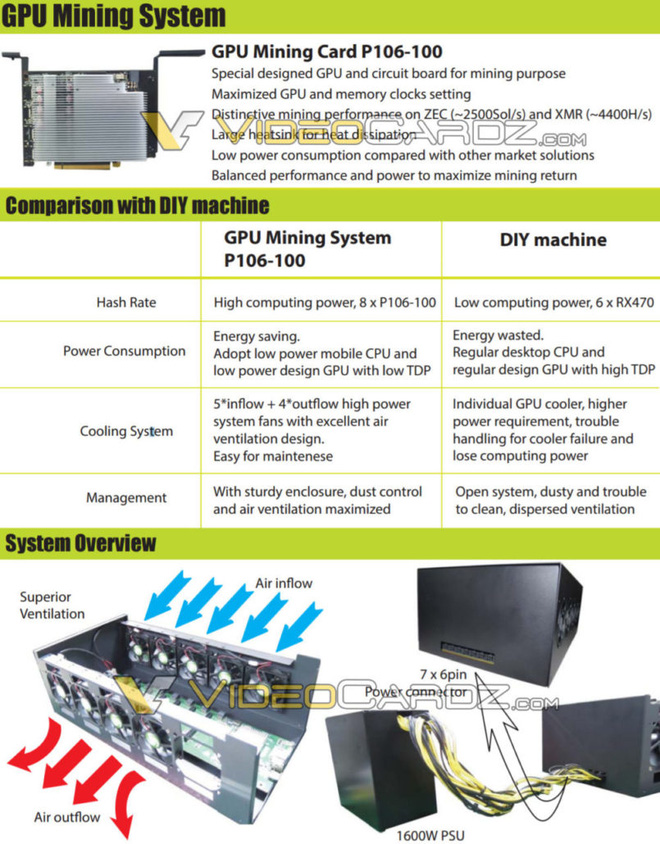 GPU Mining System
GPU Mining Card P106-100
Special designed GPU and circuit board for mining purpose
Maximized GPU and memory clocks setting
Distinctive mining performance on ZEC (~2500Sol/s) and XMR (~4400H/s)
Large heatsink for heat dissipation
Low power consumption compared with other market solutions
Balanced performance and power to maximize mining return
VIDEOCARDZ.COM
Comparison with DIY machine
GPU Mining System
P106-100
DIY machine
Hash Rate
High computing power, 8 x P106-100
Low computing power, 6 x RX470
Power Consumption
Energy saving.
Adopt low power mobile CPU and
low power design GPU with low TDP
Energy wasted.
Regular desktop CPU and
regular design GPU with high TDP
Cooling System
5*inflow + 4*outflow high power
system fans with excellent air
ventilation design.
Easy for maintenese
Individual GPU cooler, higher
power requirement, trouble
handling for cooler failure and
lose computing power
Management
With sturdy enclosure, dust control
and air ventilation maximized
Open system, dusty and trouble
to clean, dispersed ventilation
System Overview
Superior
Ventilation
Air inflow
7 x 6pin
Power connector
VIDEOCARDZ.COM
Air outflow
1600W PSU